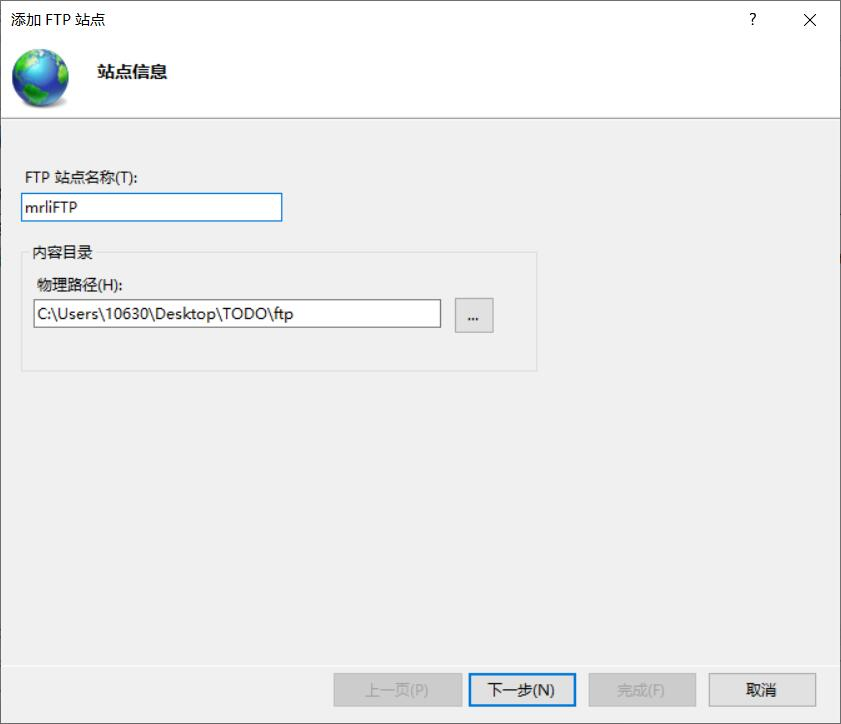 添加 FTP 站点
?
站点信息
FTP 站点名称(T):
mrliFTP
内容目录
物理路径(H):
C:\Users\10630\Desktop\TODO\ftp
...
上一页(P) 下一步(N) 完成(F) 取消